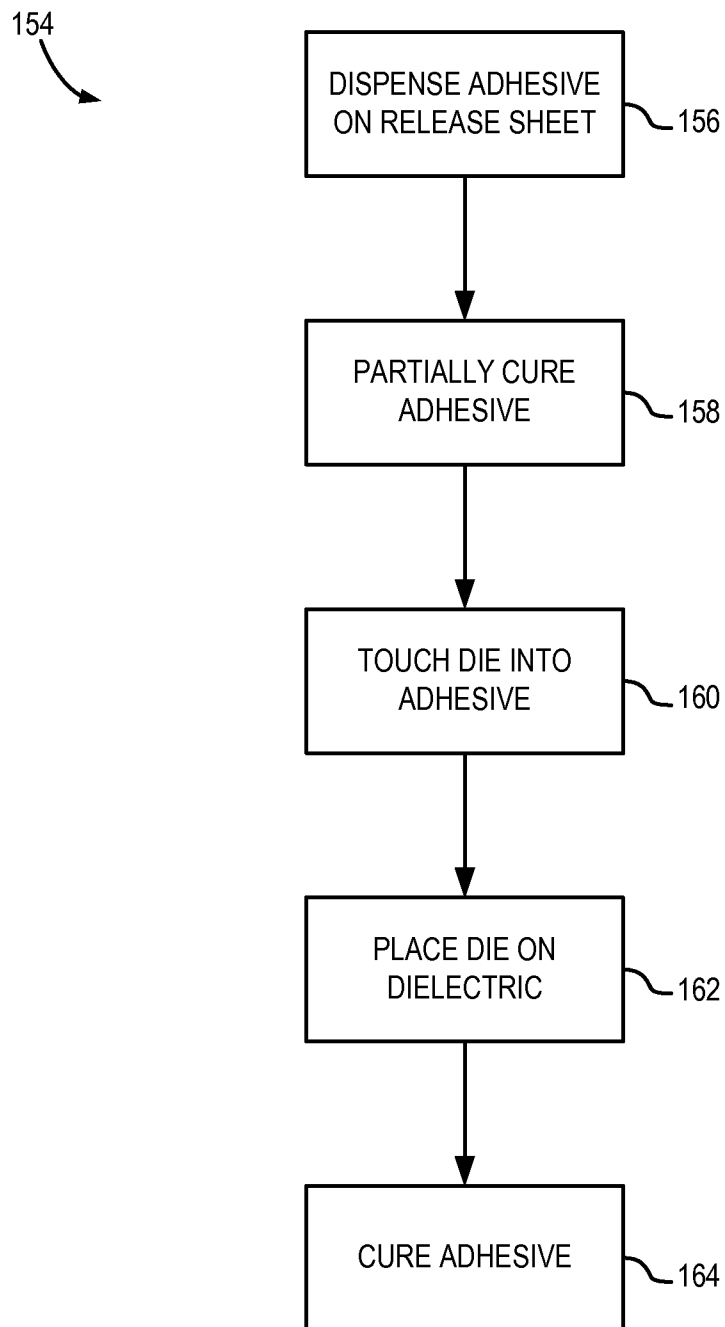 154
DISPENSE ADHESIVE
ON RELEASE SHEET
156
PARTIALLY CURE
ADHESIVE
158
TOUCH DIE INTO
ADHESIVE
160
PLACE DIE ON
DIELECTRIC
162
CURE ADHESIVE
164